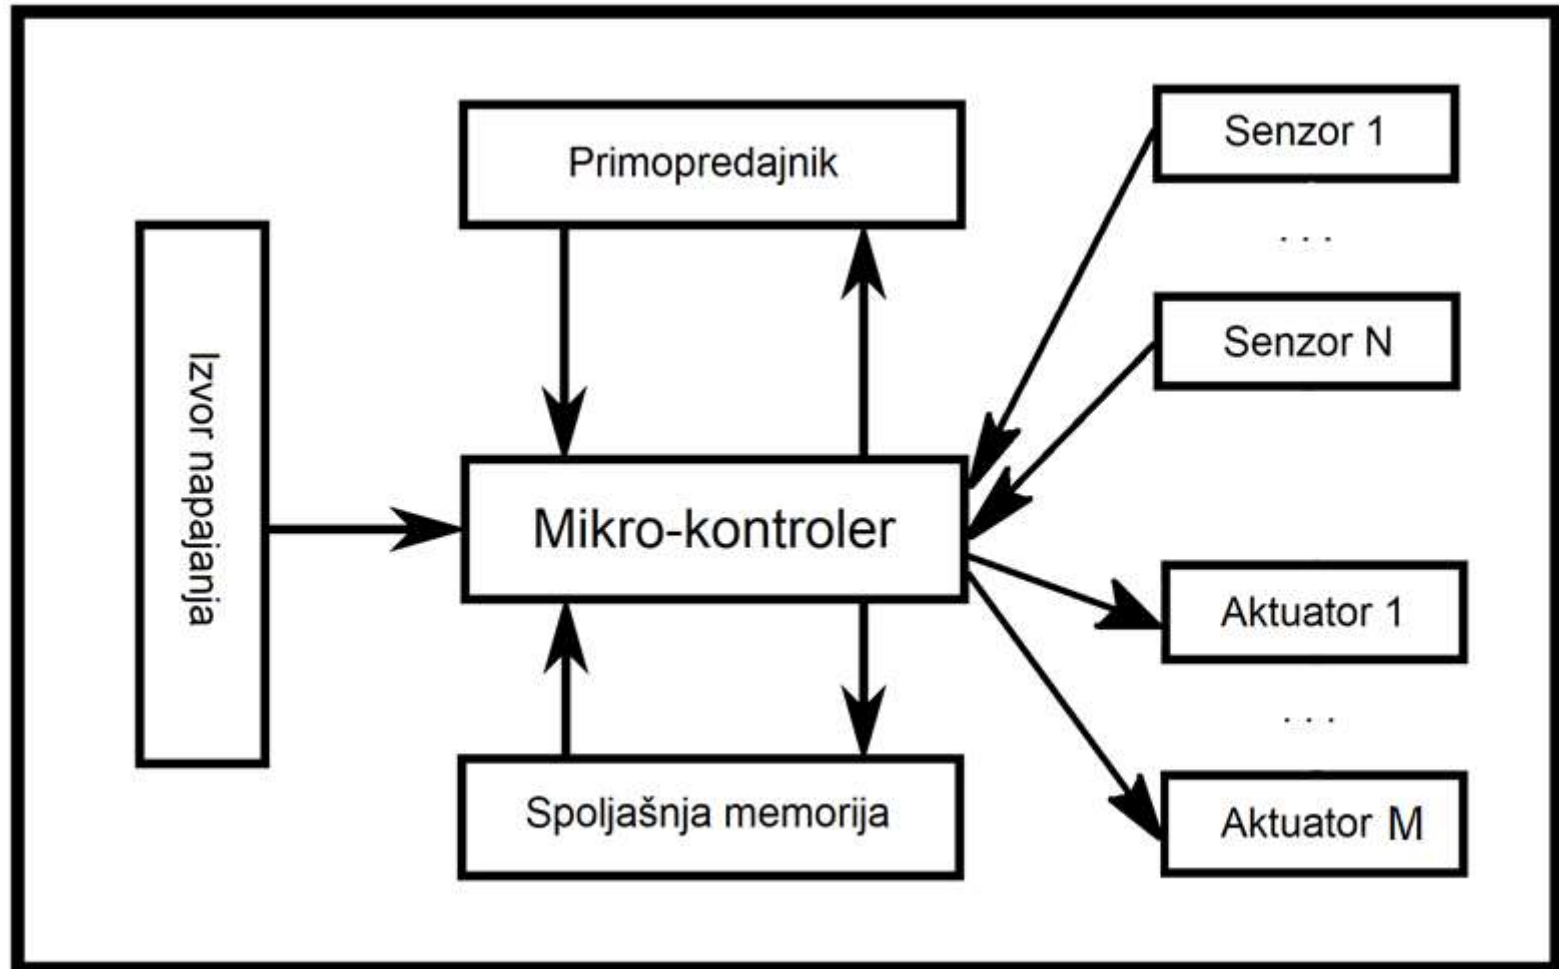 Primopredajnik
Senzor 1
. . .
Senzor N
Izvor napajanja
Mikro-kontroler
Aktuator 1
. . .
Aktuator M
Spoljašnja memorija